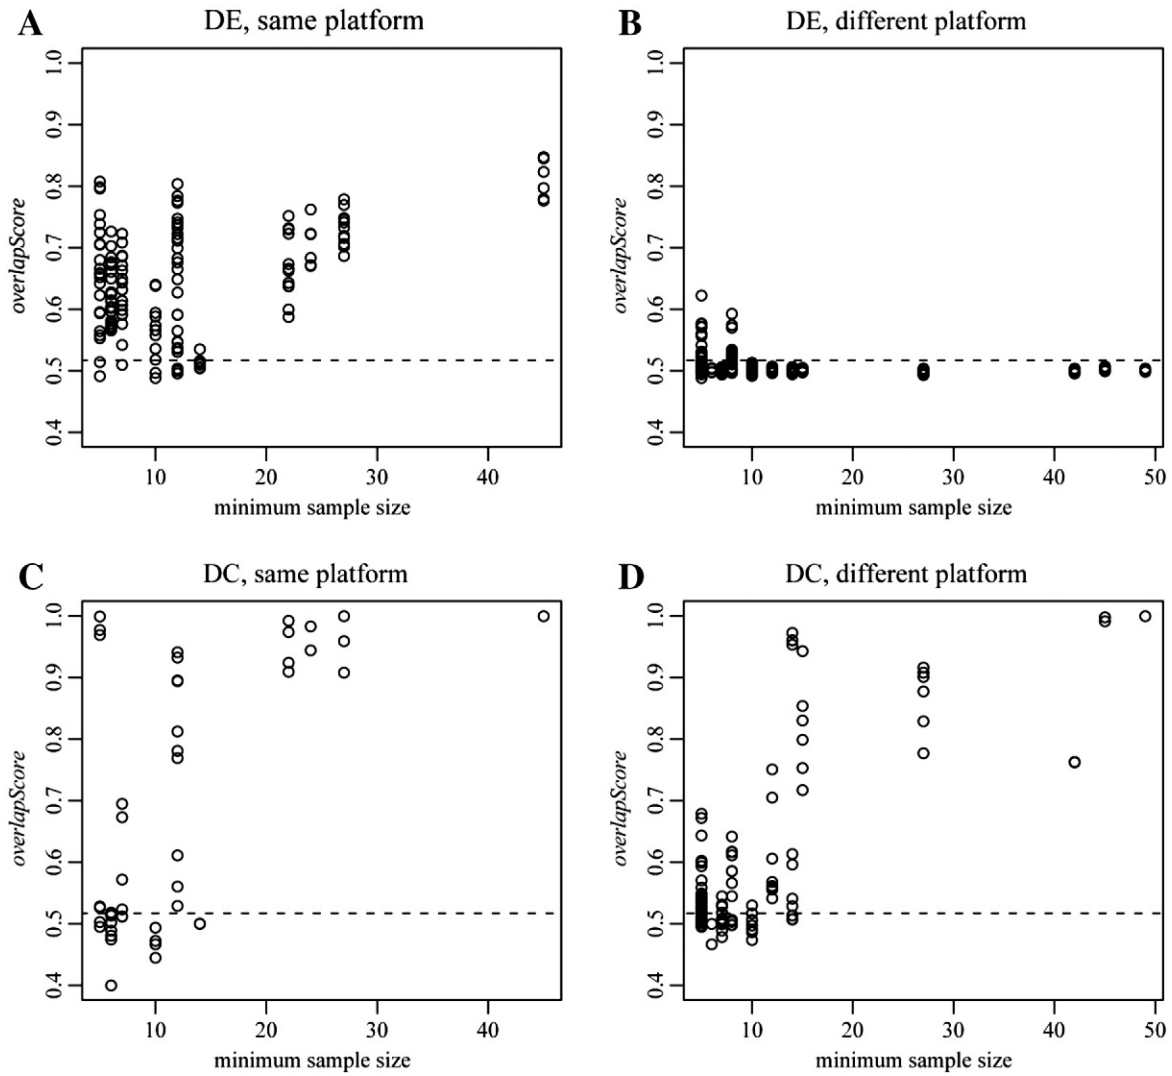 A DE, same platform
overlapScore
1.0
0.9
0.8
0.7
0.6
0.5
0.4
10 20 30 40
minimum sample size
B DE, different platform
overlapScore
1.0
0.9
0.8
0.7
0.6
0.5
0.4
10 20 30 40 50
minimum sample size
C DC, same platform
overlapScore
1.0
0.9
0.8
0.7
0.6
0.5
0.4
10 20 30 40
minimum sample size
D DC, different platform
overlapScore
1.0
0.9
0.8
0.7
0.6
0.5
0.4
10 20 30 40 50
minimum sample size